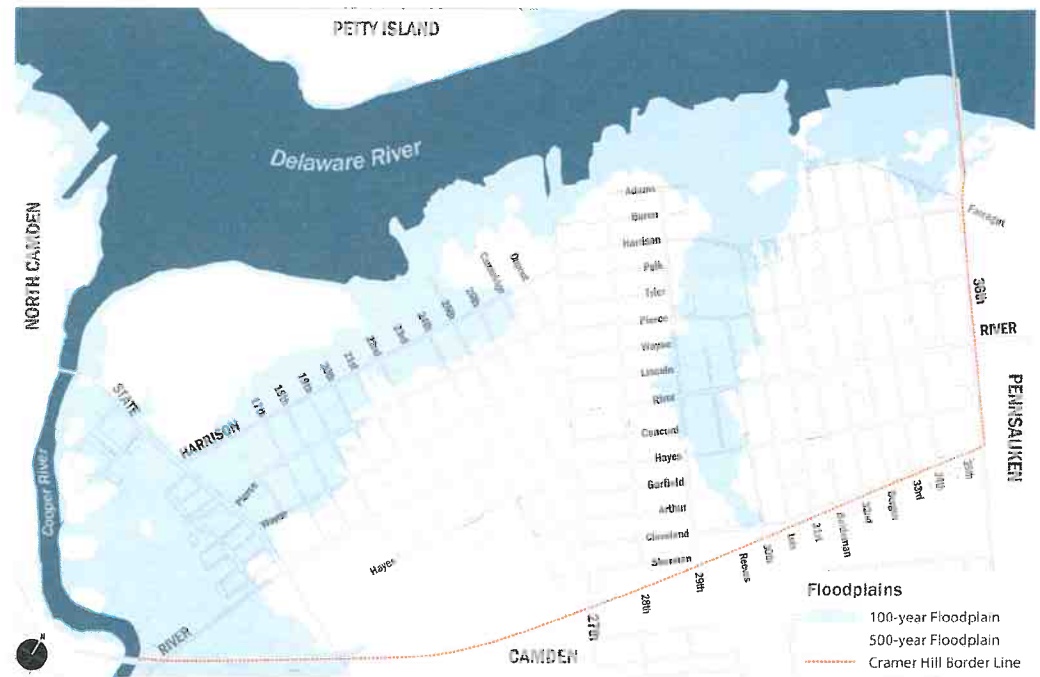 PETTY ISLAND
Delaware River
NORTH CAMDEN
Adams
Buren
Harrison
Polk
Tyler
Pierce
Wayne
Lincoln
River
Concord
Hayes
Garfield
Arthur
Cleveland
Sherman
Farragut
36th
RIVER
PENNSAUKEN
Cambridge
26th
25th
24th
23rd
22nd
21st
20th
19th
18th
17th
HARRISON
STATE
Cooper River
Pierce
Wayne
Hayes
RIVER
35th
34th
33rd
Bergen
32nd
Beideman
31st
30th
Reeves
29th
28th
27th
CAMDEN
N
Floodplains
100-year Floodplain
500-year Floodplain
Cramer Hill Border Line